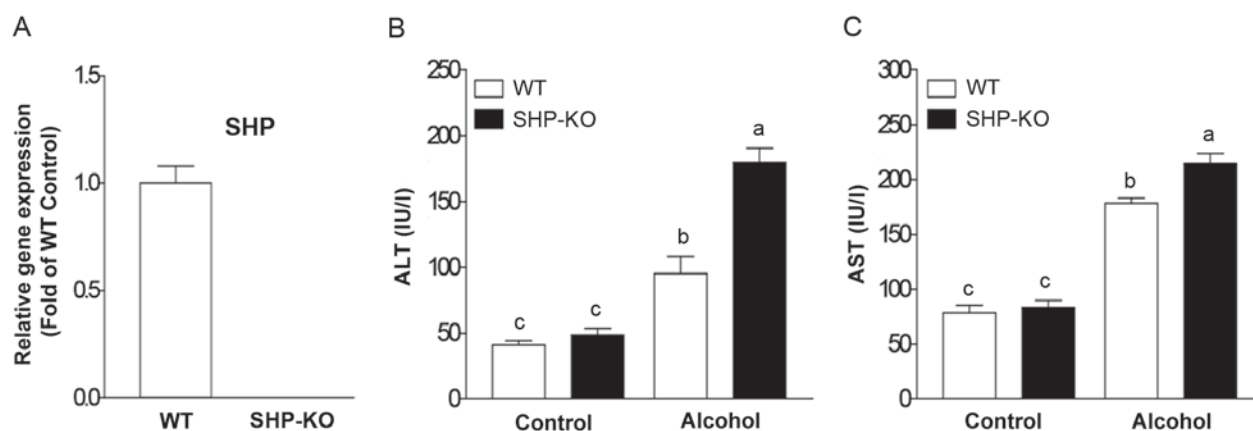 A
Relative gene expression
(Fold of WT Control)
1.5
1.0
0.5
0.0
SHP
WT
SHP-KO
B
ALT (IU/l)
250
200
150
100
50
0
WT
SHP-KO
c
c
b
a
Control
Alcohol
C
AST (IU/l)
300
250
200
150
100
50
0
WT
SHP-KO
c
c
b
a
Control
Alcohol